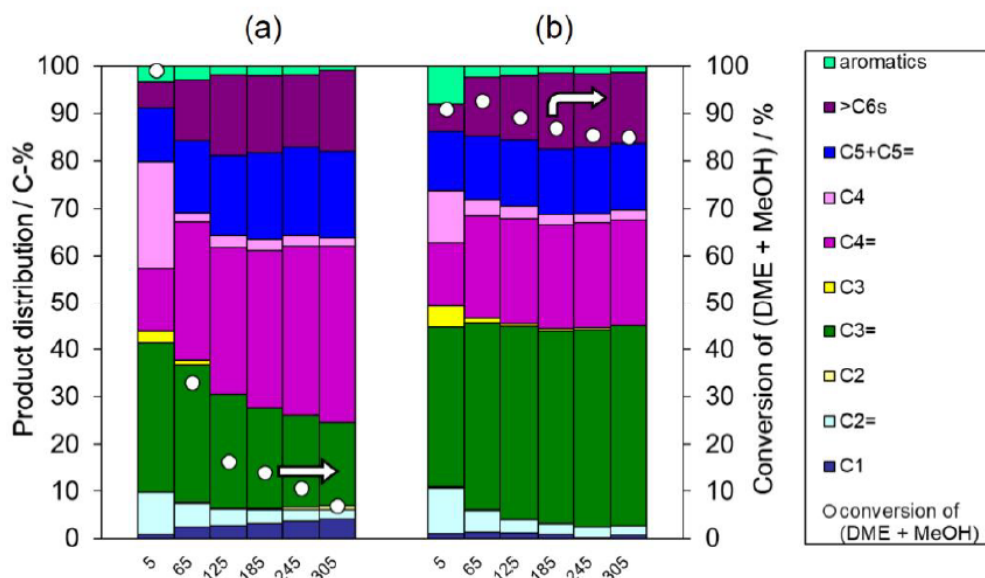 (a)
(b)
Product distribution / C-%
100
90
80
70
60
50
40
30
20
10
0
5
65
125
185
245
305
5
65
125
185
245
305
100
90
80
70
60
50
40
30
20
10
0
Conversion of (DME + MeOH) / %
aromatics
>C6s
C5+C5=
C4
C4=
C3
C3=
C2
C2=
C1
conversion of
(DME + MeOH)